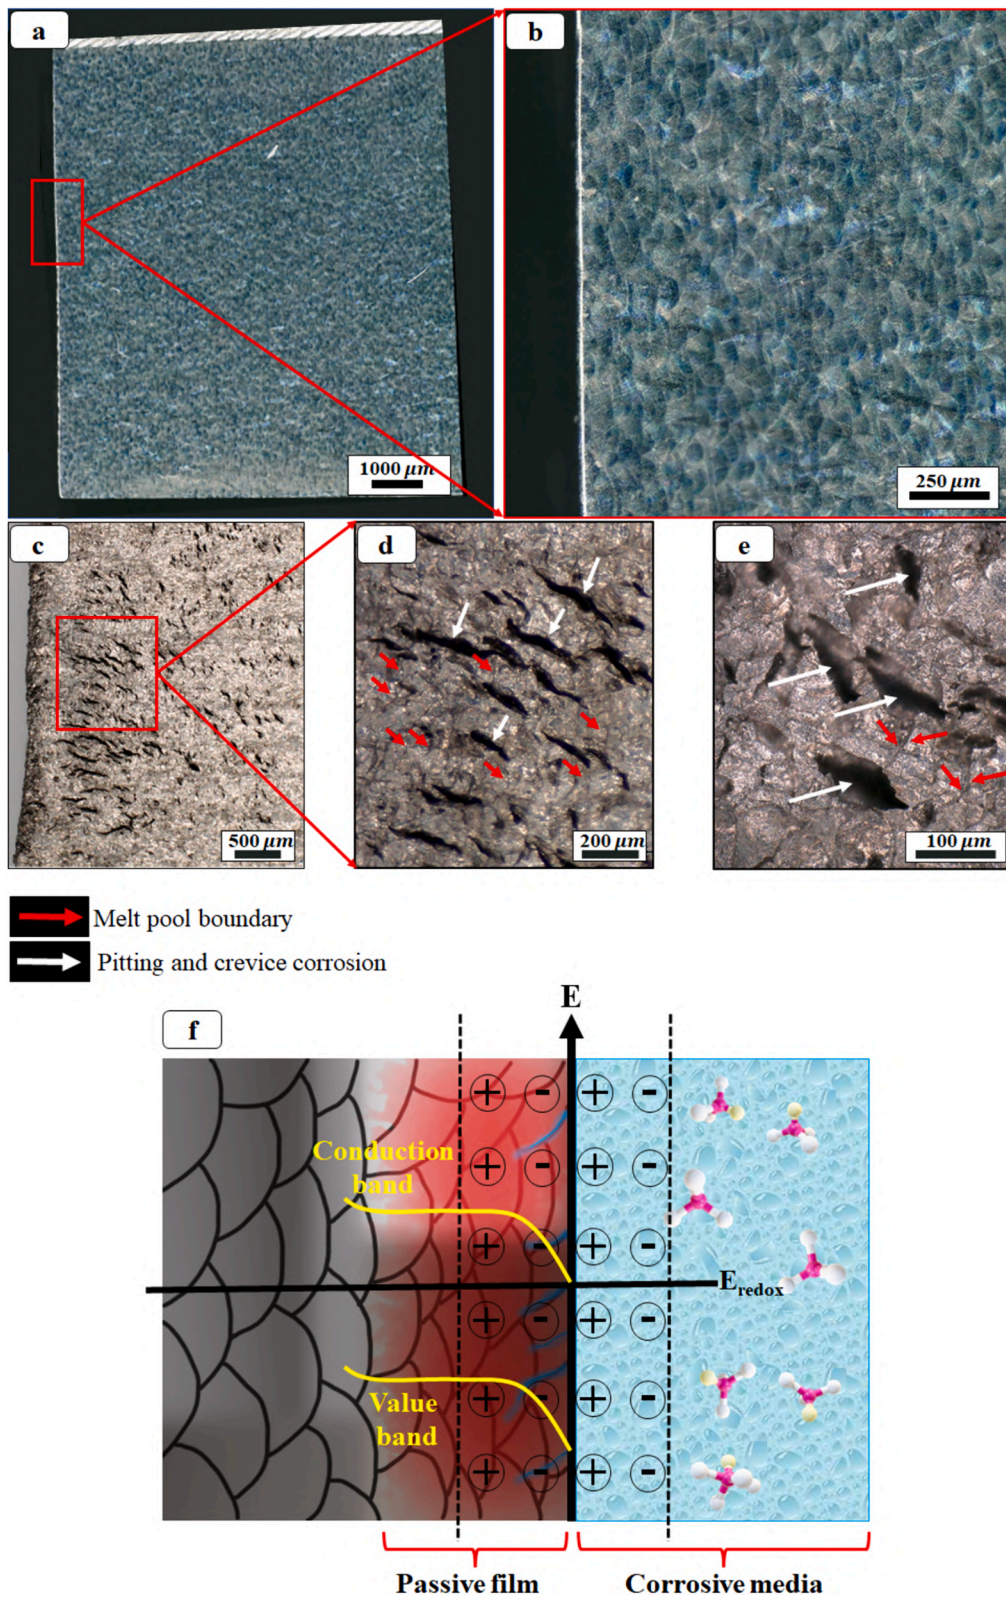 a
b
1000 μm
250 μm
c
d
e
500 μm
200 μm
100 μm
Melt pool boundary
Pitting and crevice corrosion
f
E
+ - + -
+ - + -
Conduction
band
+ - + -
E redox
+ - + -
Value
band
+ - + -
+ - + -
Passive film
Corrosive media